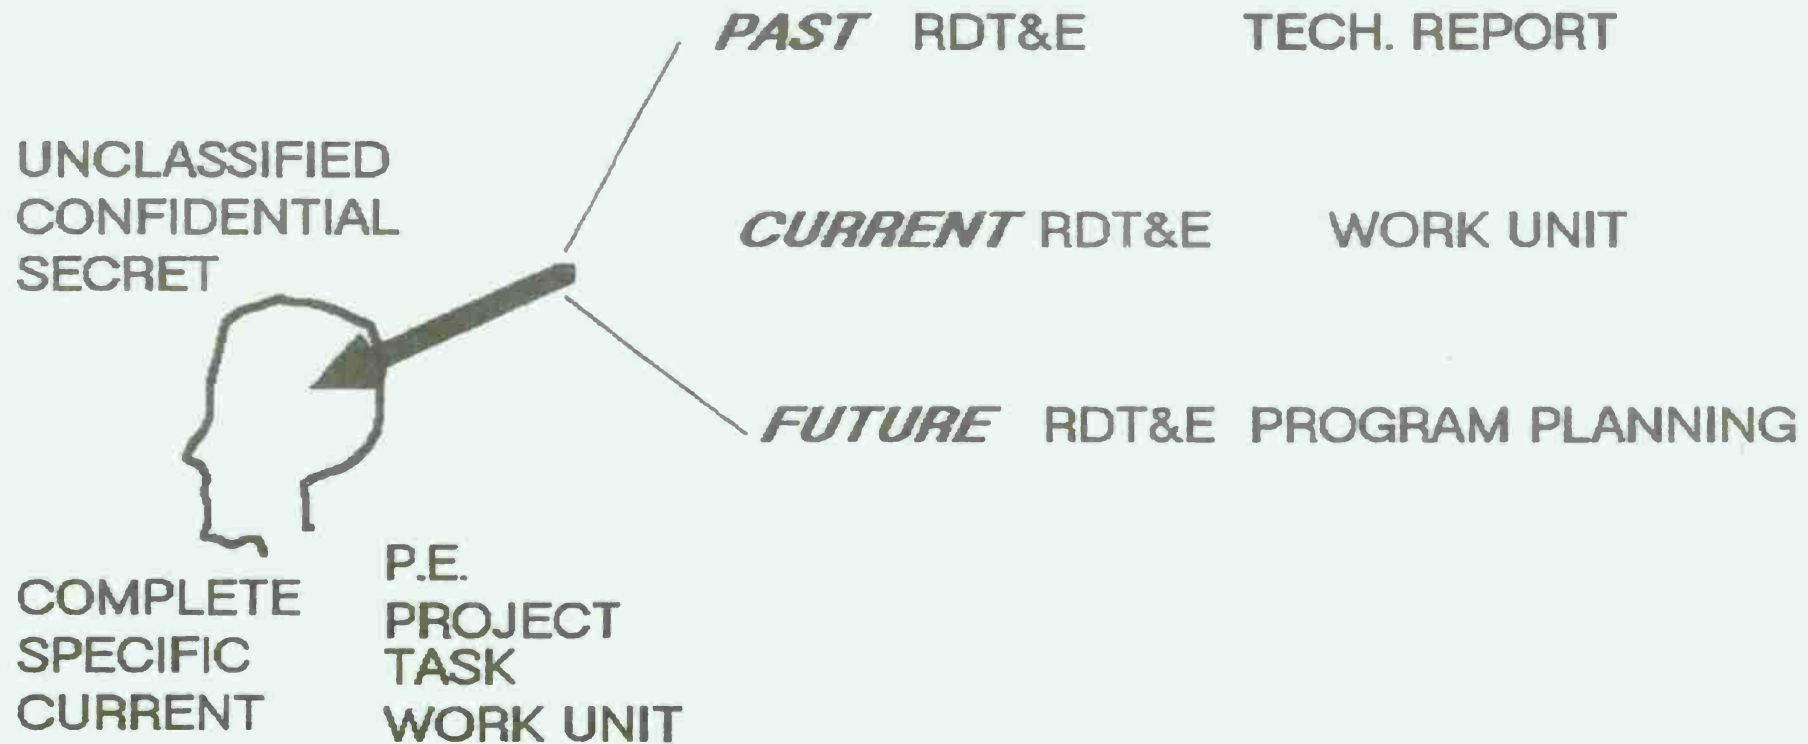 PAST RDT&E TECH. REPORT
UNCLASSIFIED
CONFIDENTIAL
SECRET
CURRENT RDT&E WORK UNIT
FUTURE RDT&E PROGRAM PLANNING
COMPLETE
SPECIFIC
CURRENT
P.E.
PROJECT
TASK
WORK UNIT